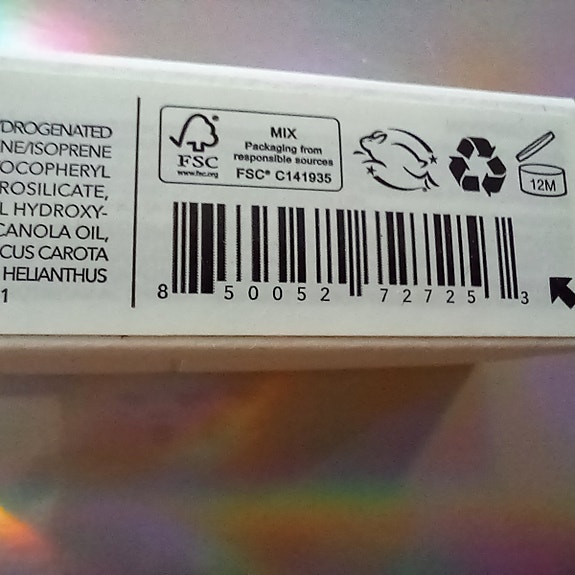 DROGENATED
NE/ISOPRENE
OCOPHERYL
ROSILICATE,
L HYDROXY-
CANOLA OIL,
CUS CAROTA
HELIANTHUS
1
FSC
www.fsc.org
MIX
Packaging from
responsible sources
FSC® C141935
12M
8 50052 72725 3